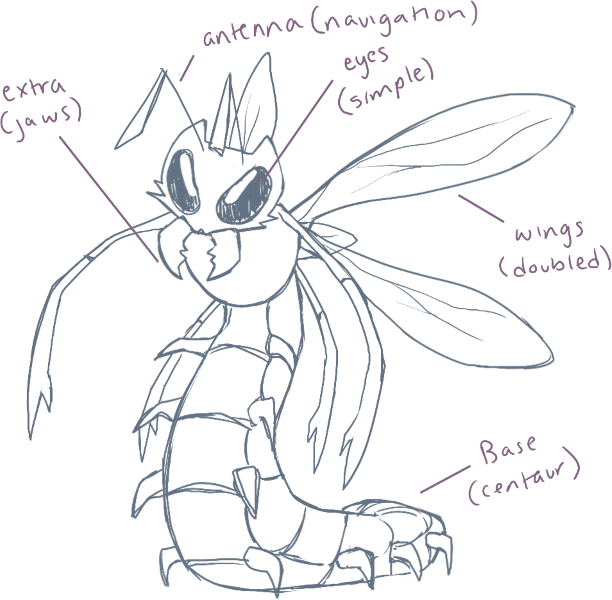 antenna (navigation)
eyes
(simple)
extra
(jaws)
wings
(doubled)
Base
(centaur)